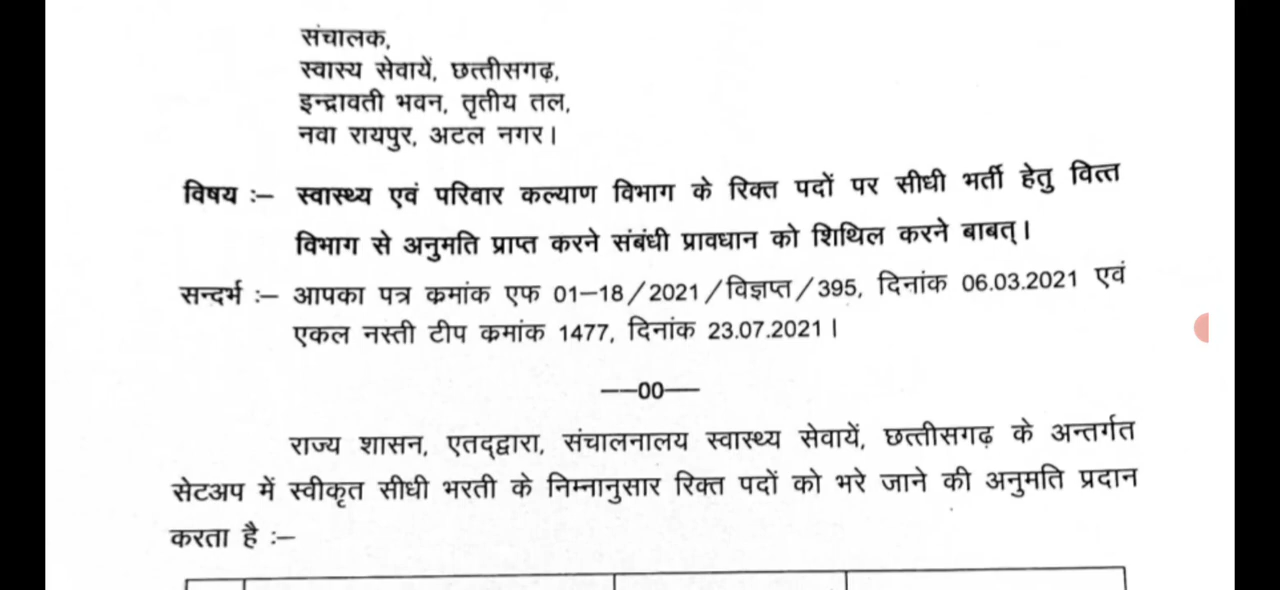 संचालक,
स्वास्य सेवायें, छत्तीसगढ़,
इन्द्रावती भवन, तृतीय तल,
नवा रायपुर, अटल नगर।
विषय :– स्वास्थ्य एवं परिवार कल्याण विभाग के रिक्त पदों पर सीधी भर्ती हेतु वित्त
विभाग से अनुमति प्राप्त करने संबंधी प्रावधान को शिथिल करने बाबत्।
सन्दर्भ :– आपका पत्र कमांक एफ 01–18/2021/विज्ञप्त/395, दिनांक 06.03.2021 एवं
एकल नस्ती टीप कमांक 1477, दिनांक 23.07.2021।
——00——
राज्य शासन, एतद्द्वारा, संचालनालय स्वास्थ्य सेवायें, छत्तीसगढ़ के अन्तर्गत
सेटअप में स्वीकृत सीधी भरती के निम्नानुसार रिक्त पदों को भरे जाने की अनुमति प्रदान
करता है :–